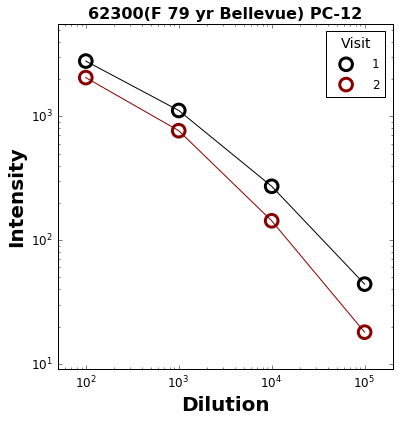 62300(F 79 yr Bellevue) PC-12
Visit
1
2
Intensity
10³
10²
10¹
10² 10³ 10⁴ 10⁵
Dilution